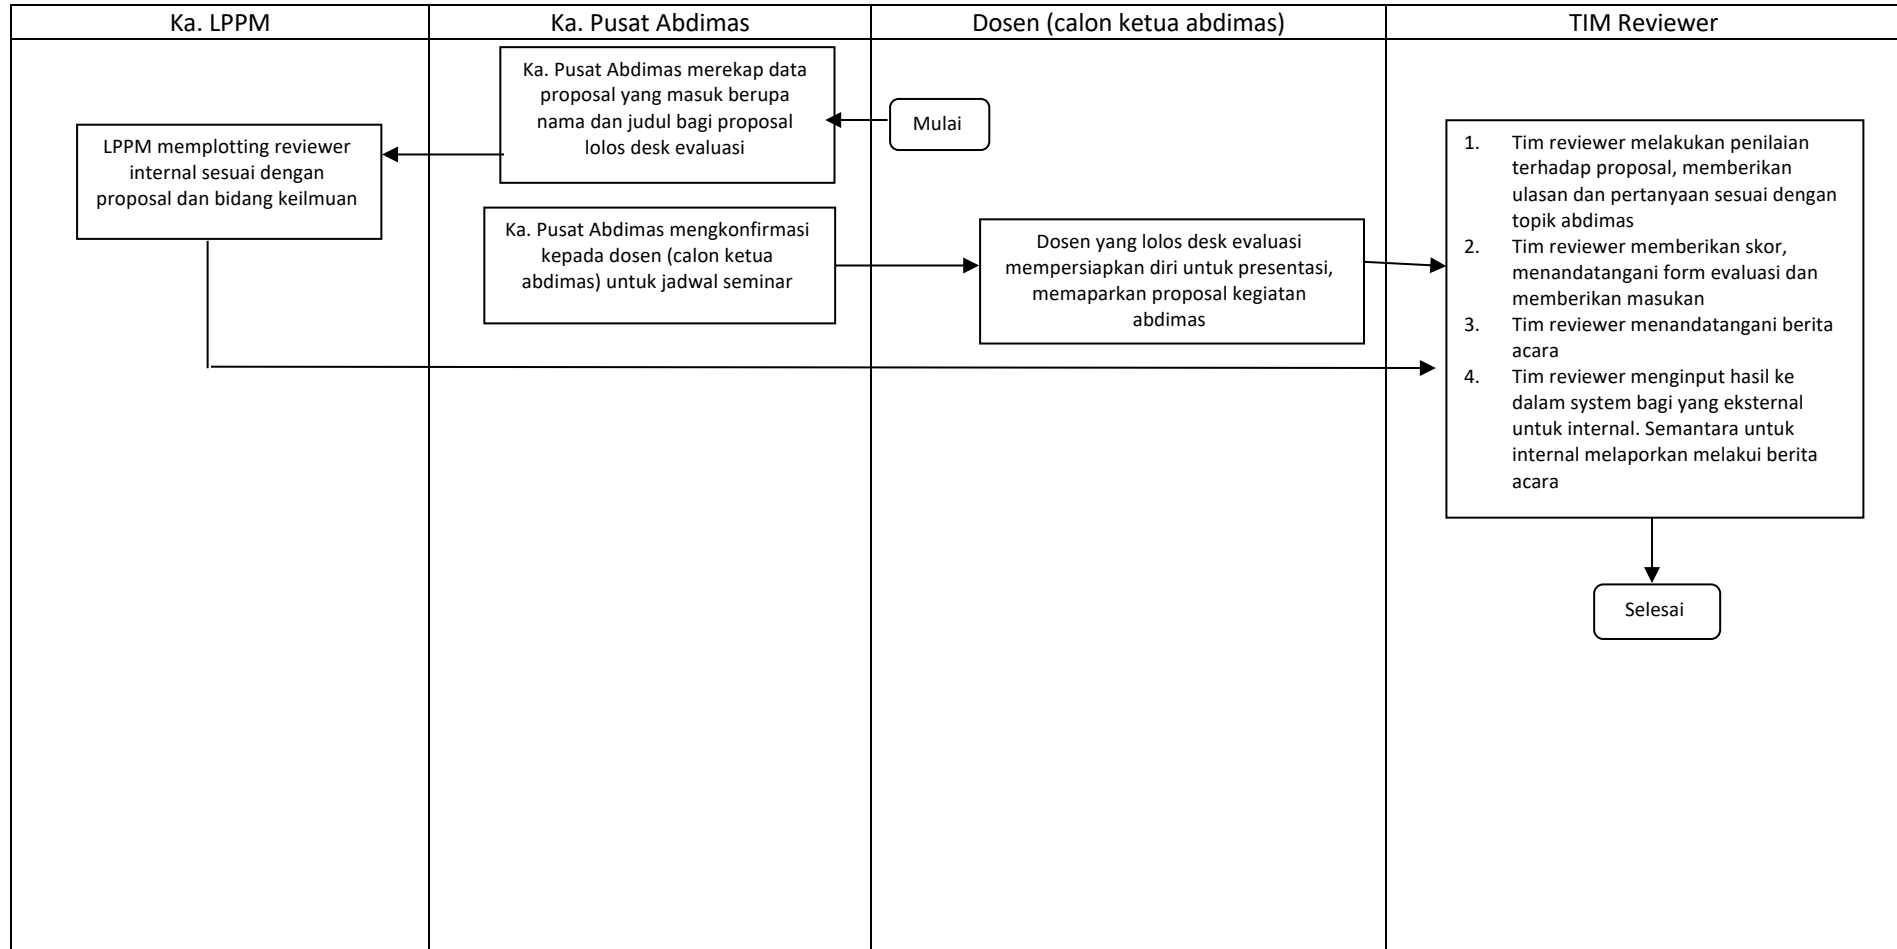 Ka. LPPM
Ka. Pusat Abdimas
Dosen (calon ketua abdimas)
TIM Reviewer
Ka. Pusat Abdimas merekap data
proposal yang masuk berupa
nama dan judul bagi proposal
lolos desk evaluasi
Mulai
LPPM memplotting reviewer
internal sesuai dengan
proposal dan bidang keilmuan
Ka. Pusat Abdimas mengkonfirmasi
kepada dosen (calon ketua
abdimas) untuk jadwal seminar
Dosen yang lolos desk evaluasi
mempersiapkan diri untuk presentasi,
memaparkan proposal kegiatan
abdimas
1. Tim reviewer melakukan penilaian
terhadap proposal, memberikan
ulasan dan pertanyaan sesuai dengan
topik abdimas
2. Tim reviewer memberikan skor,
menandatangani form evaluasi dan
memberikan masukan
3. Tim reviewer menandatangani berita
acara
4. Tim reviewer menginput hasil ke
dalam system bagi yang eksternal
untuk internal. Semantara untuk
internal melaporkan melakui berita
acara
Selesai